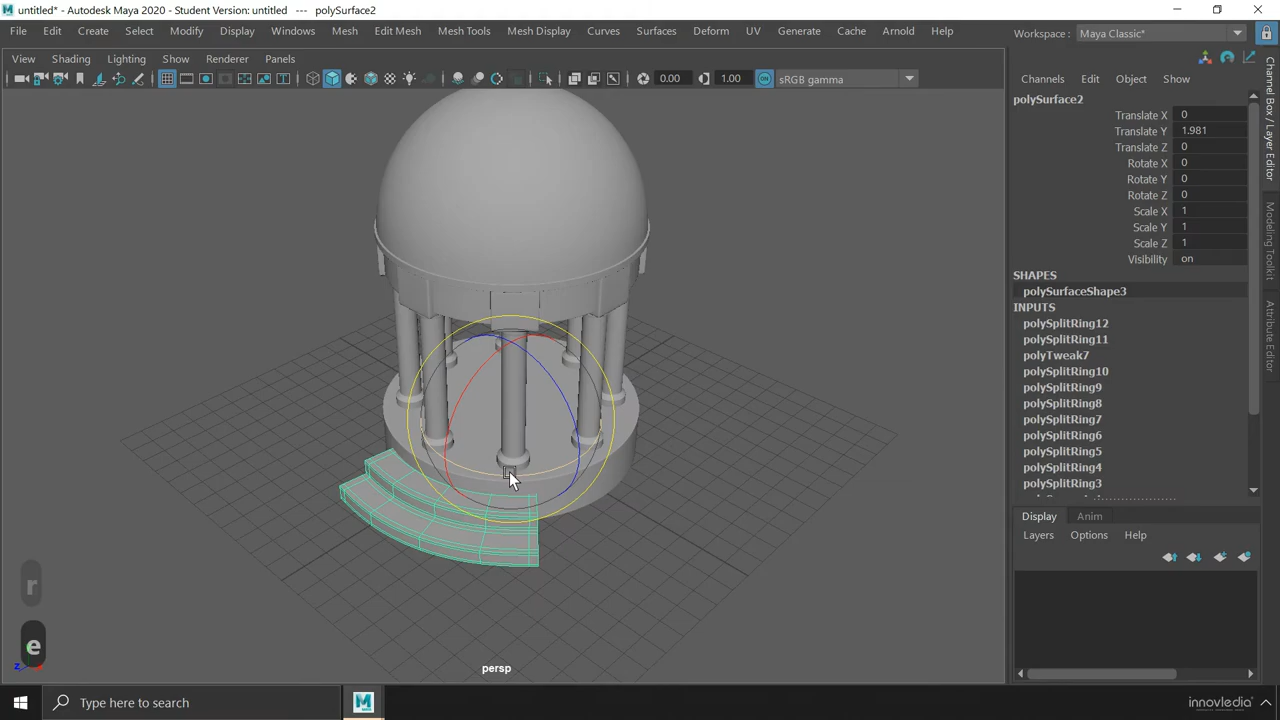 untitled* - Autodesk Maya 2020 - Student Version: untitled --- polySurface2
File Edit Create Select Modify Display Windows Mesh Edit Mesh Mesh Tools Mesh Display Curves Surfaces Deform UV Generate Cache Arnold Help
Workspace : Maya Classic*
View Shading Lighting Show Renderer Panels
0.00 1.00 ON sRGB gamma
Channels Edit Object Show
polySurface2
Translate X 0
Translate Y 1.981
Translate Z 0
Rotate X 0
Rotate Y 0
Rotate Z 0
Scale X 1
Scale Y 1
Scale Z 1
Visibility on
SHAPES
polySurfaceShape3
INPUTS
polySplitRing12
polySplitRing11
polyTweak7
polySplitRing10
polySplitRing9
polySplitRing8
polySplitRing7
polySplitRing6
polySplitRing5
polySplitRing4
polySplitRing3
Channel Box / Layer Editor
Modeling Toolkit
Attribute Editor
Display Anim
Layers Options Help
r
e
z
persp
Type here to search
innovledia